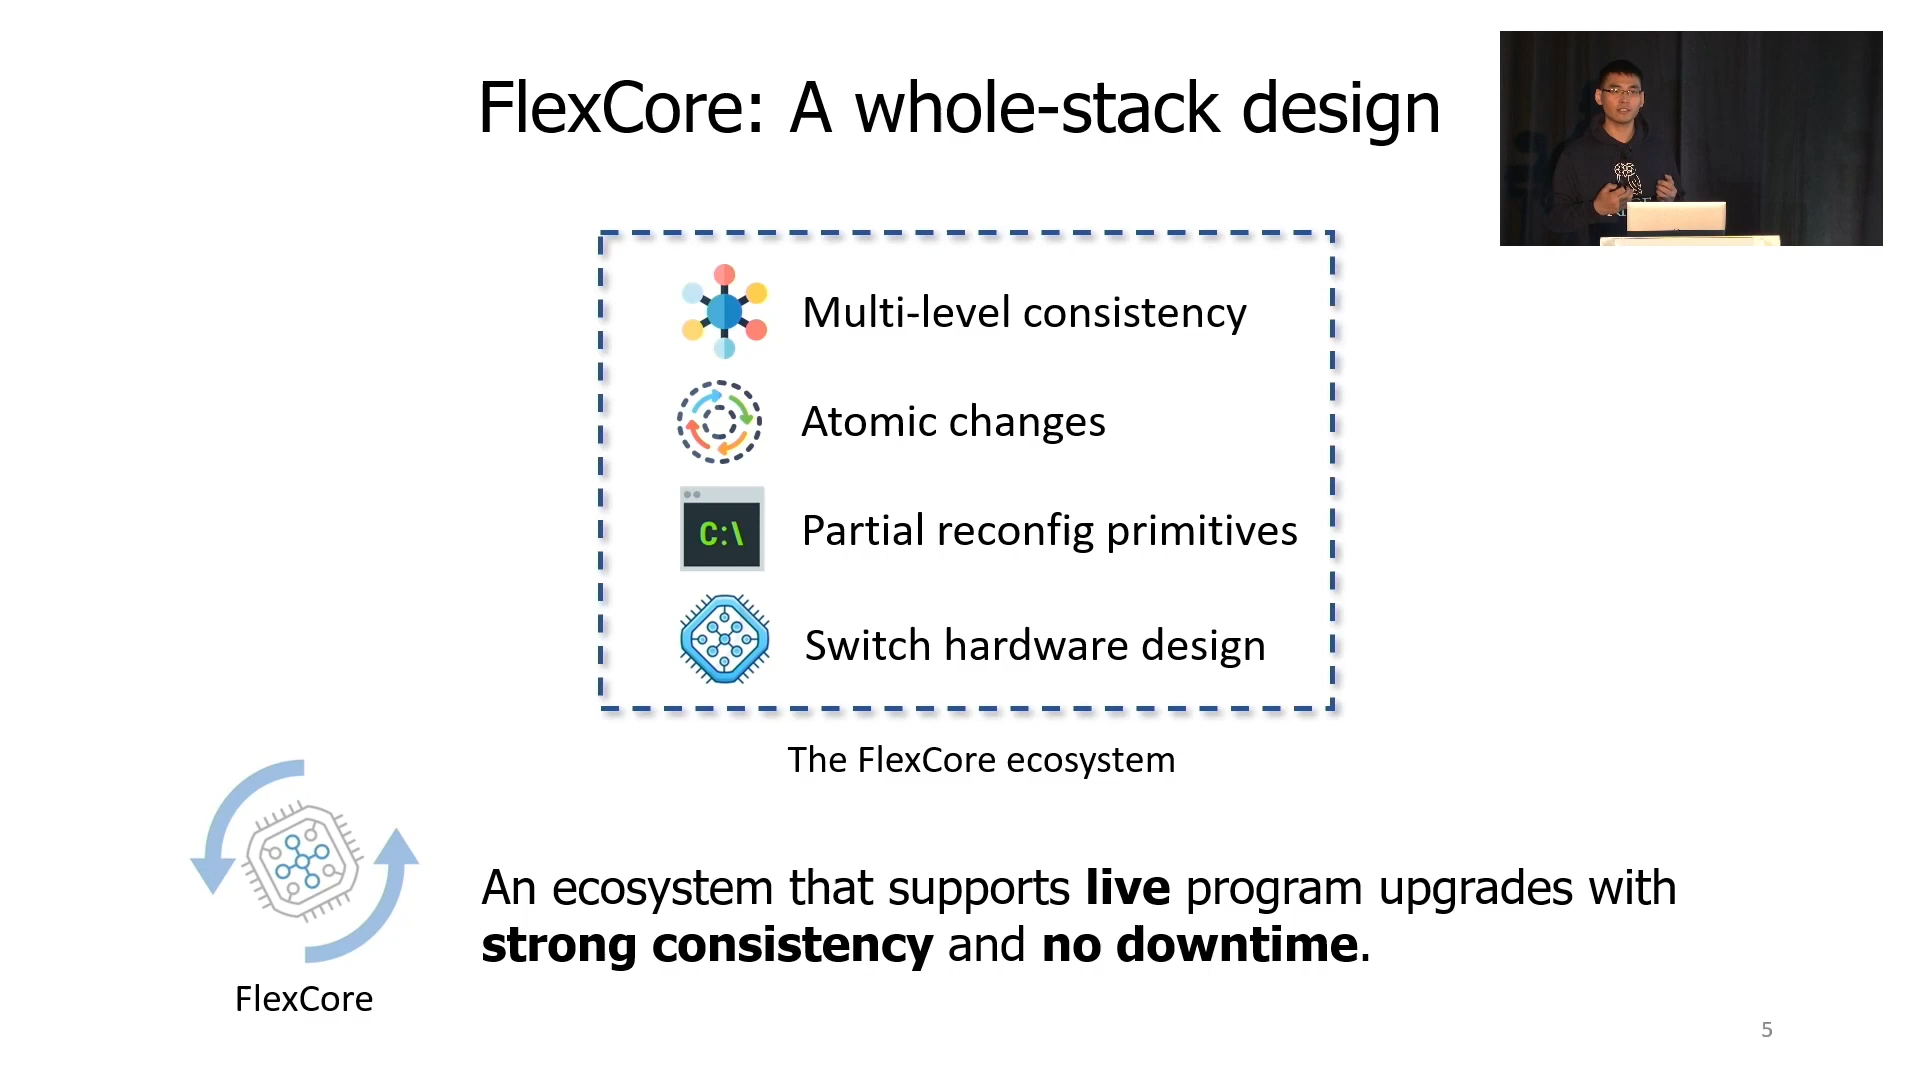 FlexCore: A whole-stack design
Multi-level consistency
Atomic changes
C:\
Partial reconfig primitives
Switch hardware design
The FlexCore ecosystem
An ecosystem that supports live program upgrades with
strong consistency and no downtime.
FlexCore
5